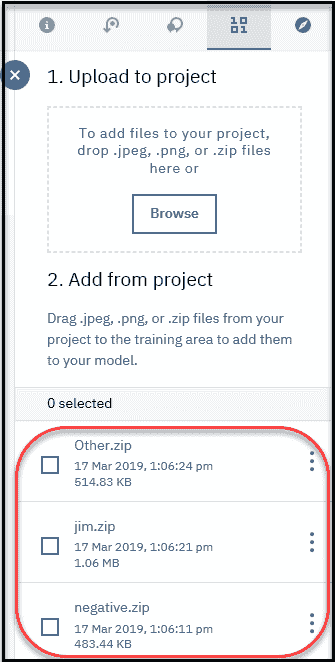 1. Upload to project
To add files to your project,
drop .jpeg, .png, or .zip files
here or
Browse
2. Add from project
Drag .jpeg, .png, or .zip files from your
project to the training area to add them
to your model.
0 selected
Other.zip
17 Mar 2019, 1:06:24 pm
514.83 KB
jim.zip
17 Mar 2019, 1:06:21 pm
1.06 MB
negative.zip
17 Mar 2019, 1:06:11 pm
483.44 KB